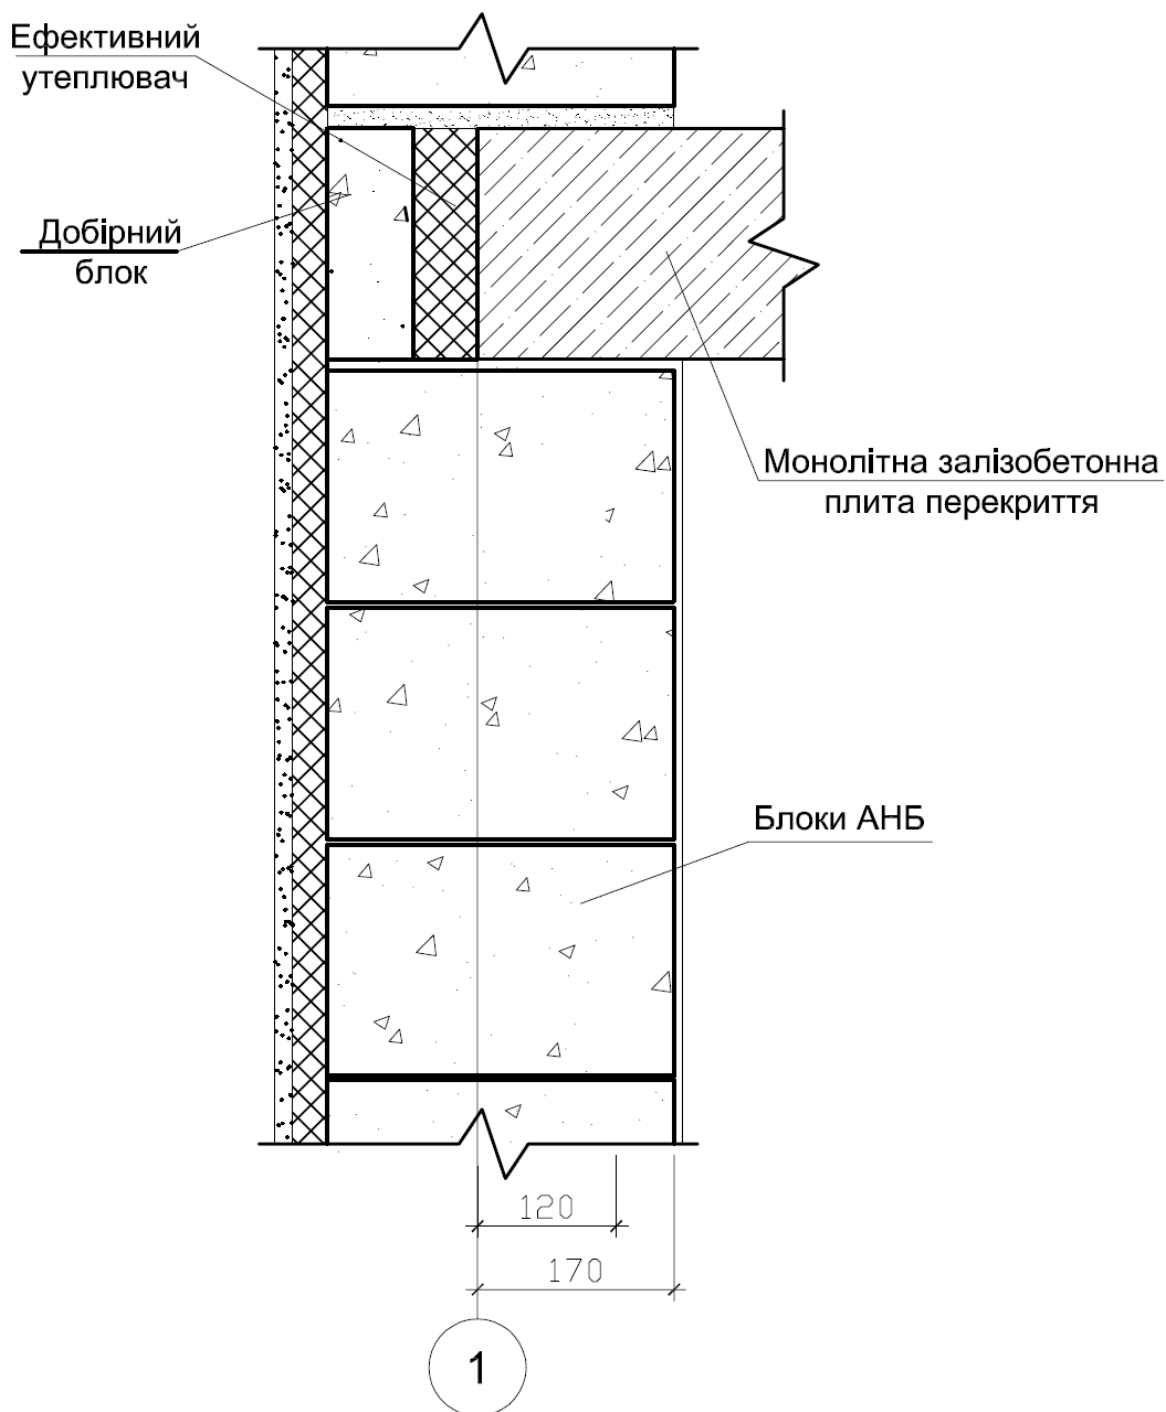 Ефективний
утеплювач
Добірний
блок
Монолітна залізобетонна
плита перекриття
Блоки АНБ
120
170
1